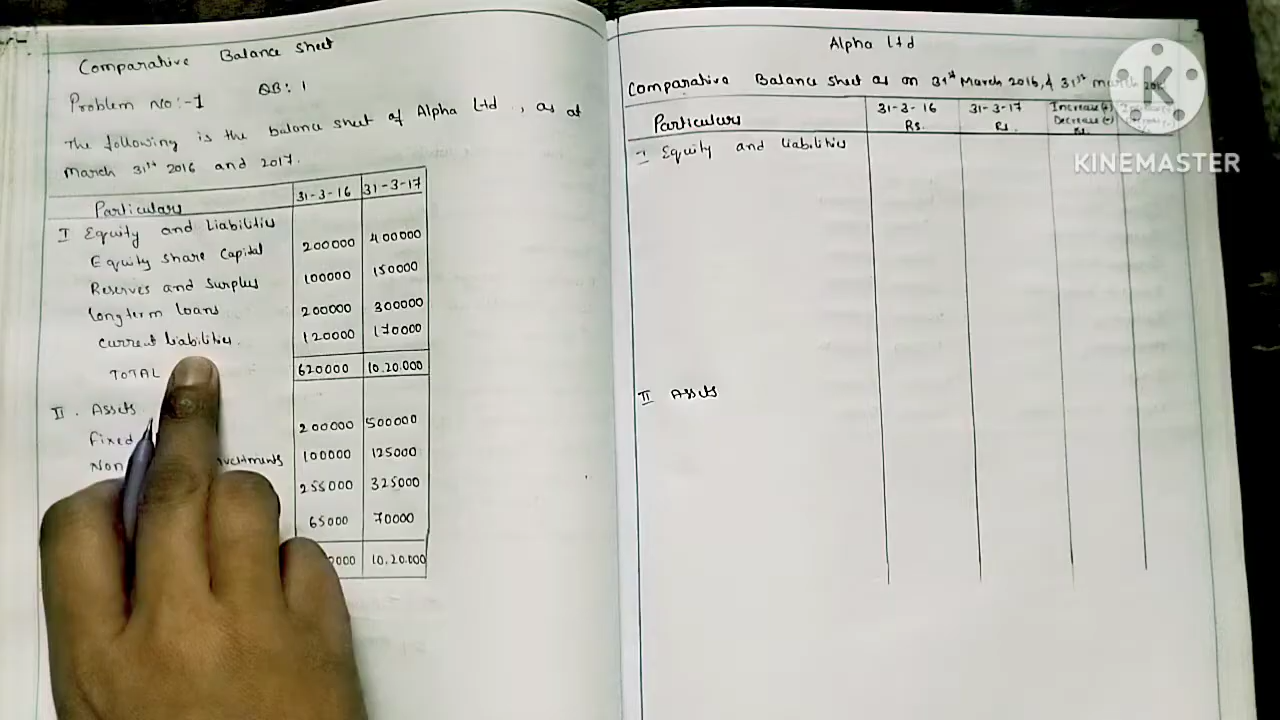 Comparative Balance sheet
Problem No:-1 QB: 1
The following is the balance sheet of Alpha Ltd., as at
March 31st 2016 and 2017.
Particulars 31-3-16 31-3-17
I Equity and Liabilities
Equity share capital 200000 400000
Reserves and Surplus 100000 150000
Long term loans 200000 300000
Current liabilities. 120000 170000
TOTAL 620000 10.20.000
II. Assets
Fixed 200000 500000
Non 100000 125000
255000 325000
65000 70000
10.20.000
Alpha Ltd
Comparative Balance sheet as on 31st March 2016, & 31st march
Particulars 31-3-16 Rs. 31-3-17 Rs. Increase(+) Decrease(-) Rs.
I Equity and liabilities
II Assets
K
KINEMASTER